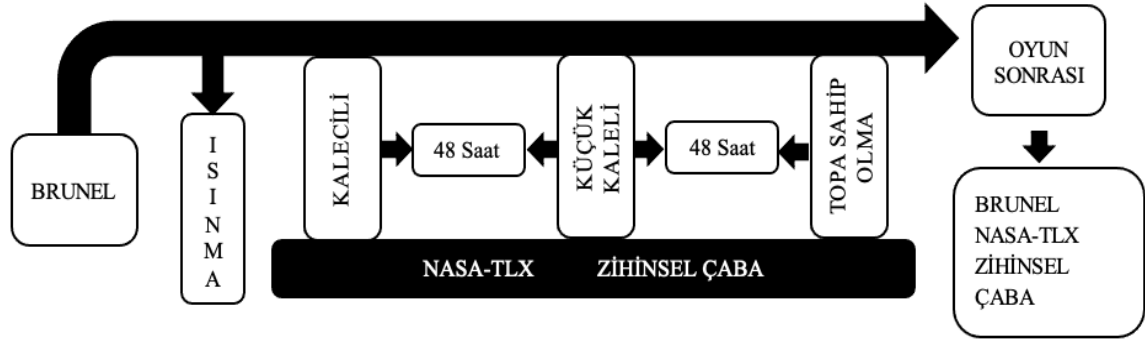 BRUNEL
ISINMA
KALECİLİ
48 Saat
KÜÇÜK
KALELİ
48 Saat
TOPA SAHİP
OLMA
NASA-TLX ZİHİNSEL ÇABA
OYUN
SONRASI
BRUNEL
NASA-TLX
ZİHİNSEL
ÇABA